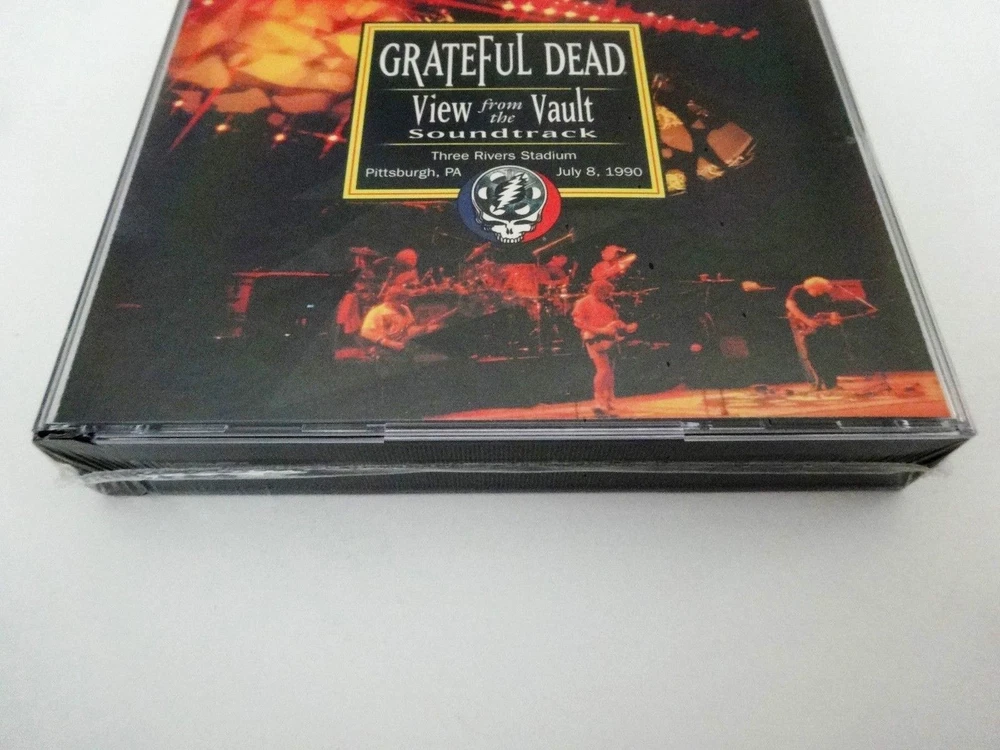 GRATEFUL DEAD
View from the Vault
Soundtrack
Three Rivers Stadium
Pittsburgh, PA July 8, 1990